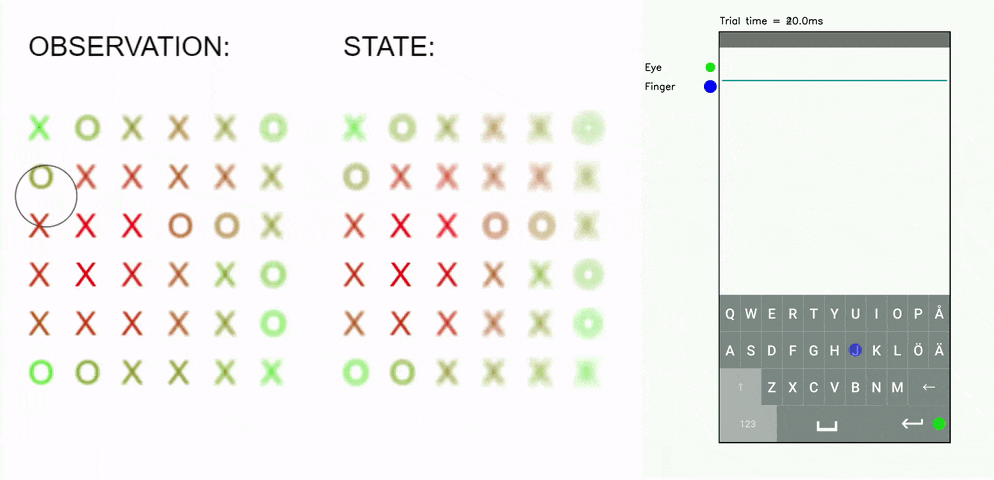 OBSERVATION:
X O X X X O
O X X X X X
X X X O O X
X X X X X O
X X X X X O
O O X X X X
STATE:
X O X X X O
O X X X X X
X X X O O X
X X X X X O
X X X X X O
O O X X X X
Trial time = 20.0ms
Eye
Finger
Q W E R T Y U I O P Å
A S D F G H J K L Ö Ä
↑ Z X C V B N M ←
123